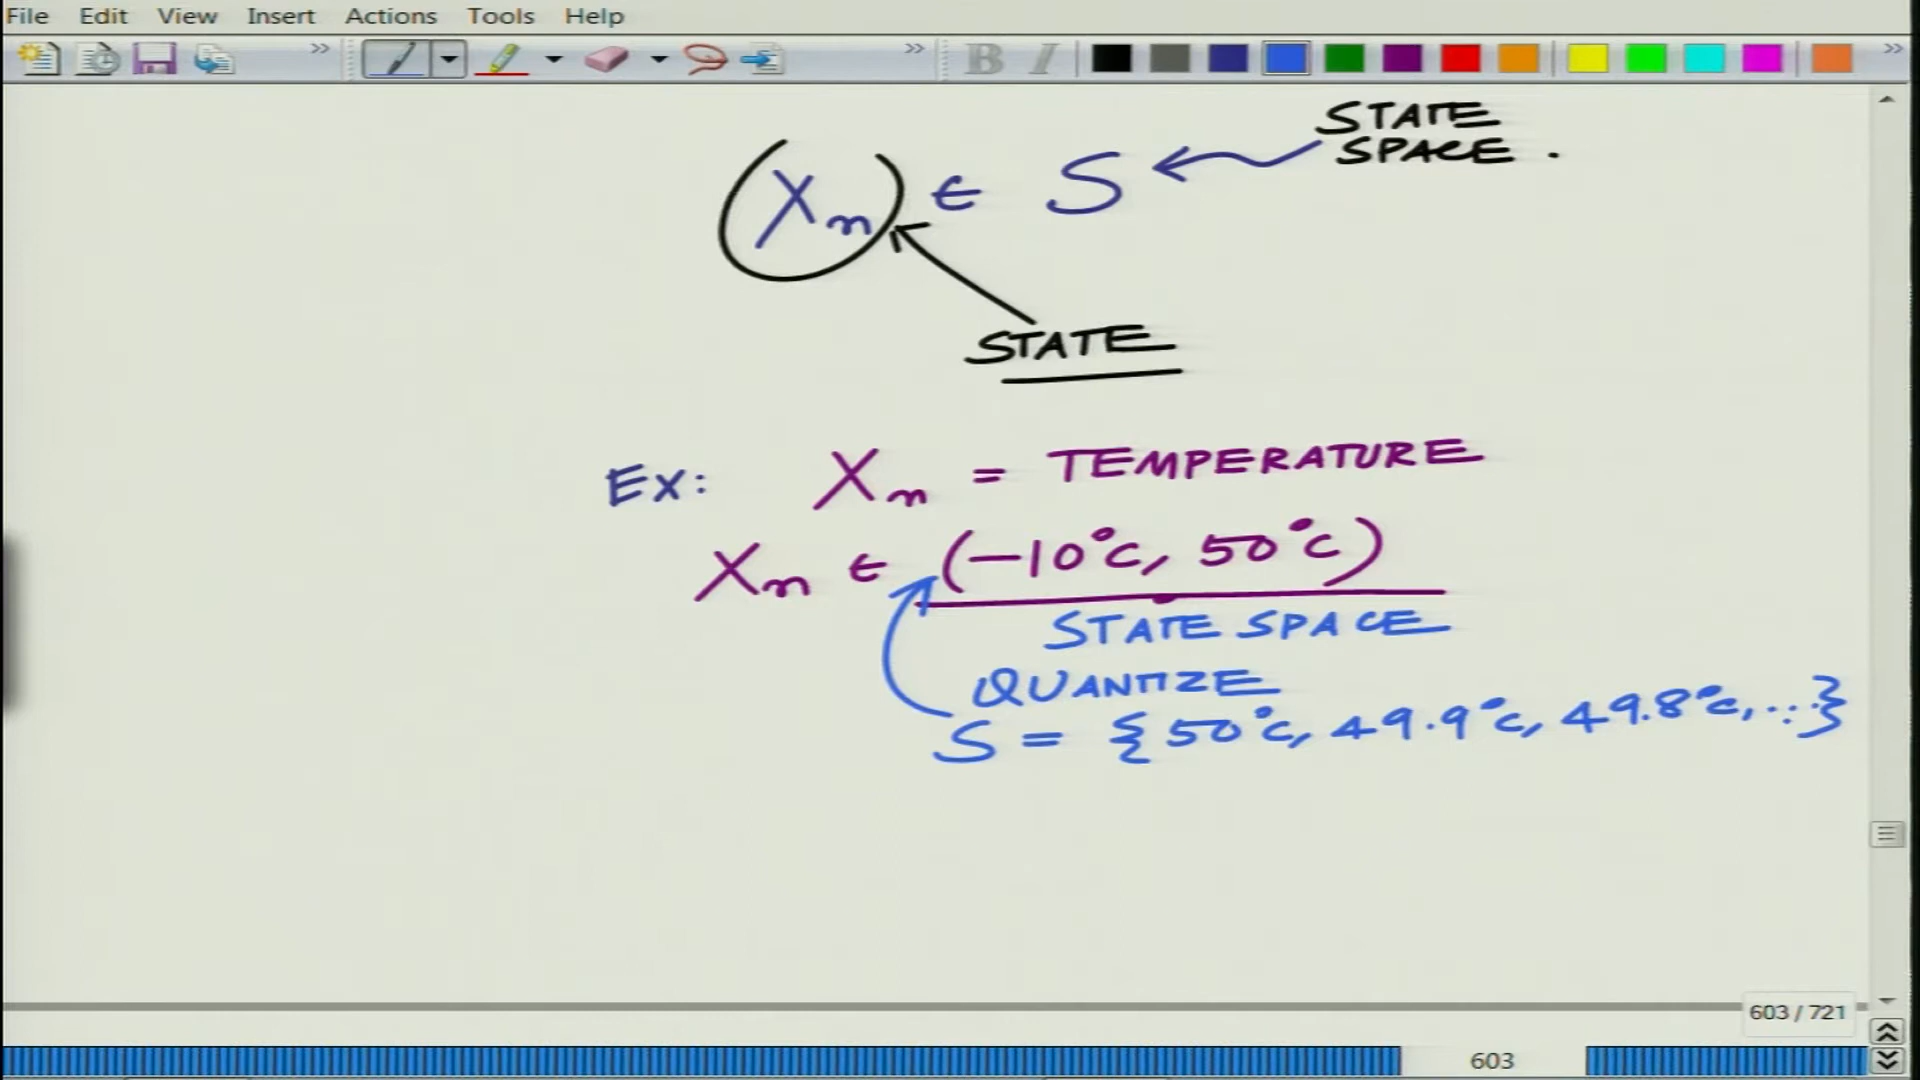 File Edit View Insert Actions Tools Help
B I
STATE
SPACE.
(Xn) ∈ S
STATE
Ex: Xn = TEMPERATURE
Xn ∈ (-10°C, 50°C)
STATE SPACE
QUANTIZE
S = {50°C, 49.9°C, 49.8°C, ...}
603 / 721
603